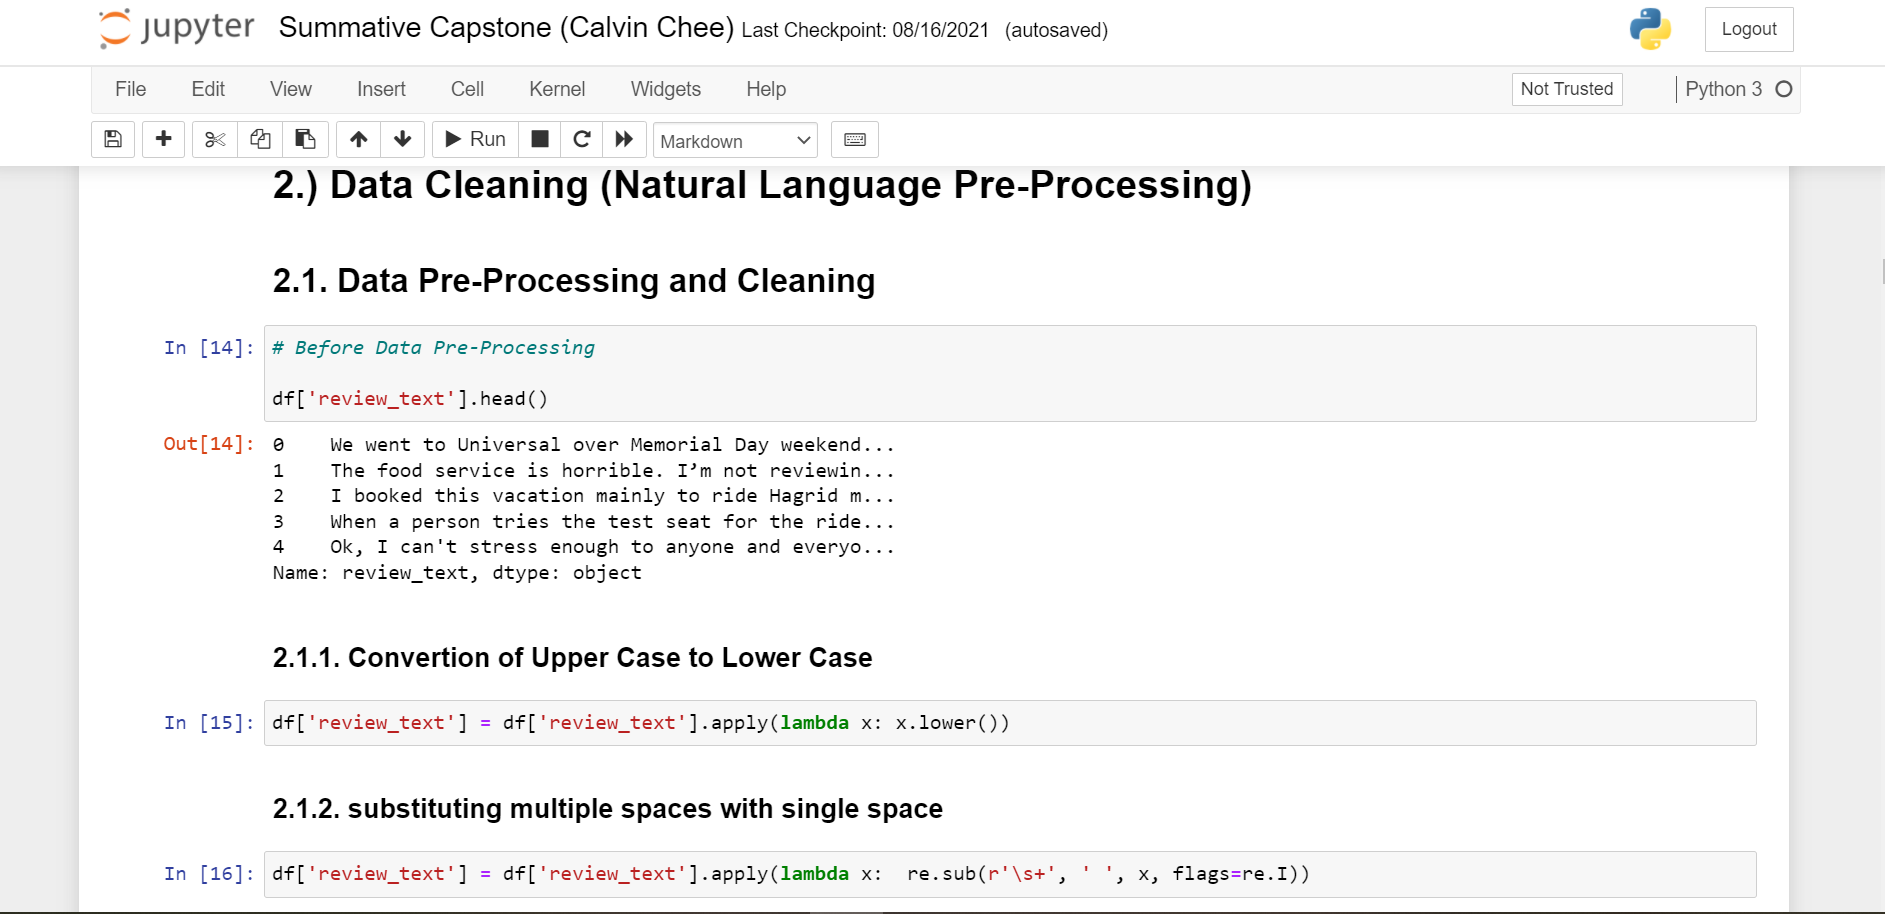 jupyter Summative Capstone (Calvin Chee) Last Checkpoint: 08/16/2021 (autosaved) Logout
File Edit View Insert Cell Kernel Widgets Help Not Trusted Python 3
Run Markdown
2.) Data Cleaning (Natural Language Pre-Processing)
2.1. Data Pre-Processing and Cleaning
In [14]: # Before Data Pre-Processing
df['review_text'].head()
Out[14]: 0 We went to Universal over Memorial Day weekend...
1 The food service is horrible. I’m not reviewin...
2 I booked this vacation mainly to ride Hagrid m...
3 When a person tries the test seat for the ride...
4 Ok, I can't stress enough to anyone and everyo...
Name: review_text, dtype: object
2.1.1. Convertion of Upper Case to Lower Case
In [15]: df['review_text'] = df['review_text'].apply(lambda x: x.lower())
2.1.2. substituting multiple spaces with single space
In [16]: df['review_text'] = df['review_text'].apply(lambda x:  re.sub(r'\s+', ' ', x, flags=re.I))